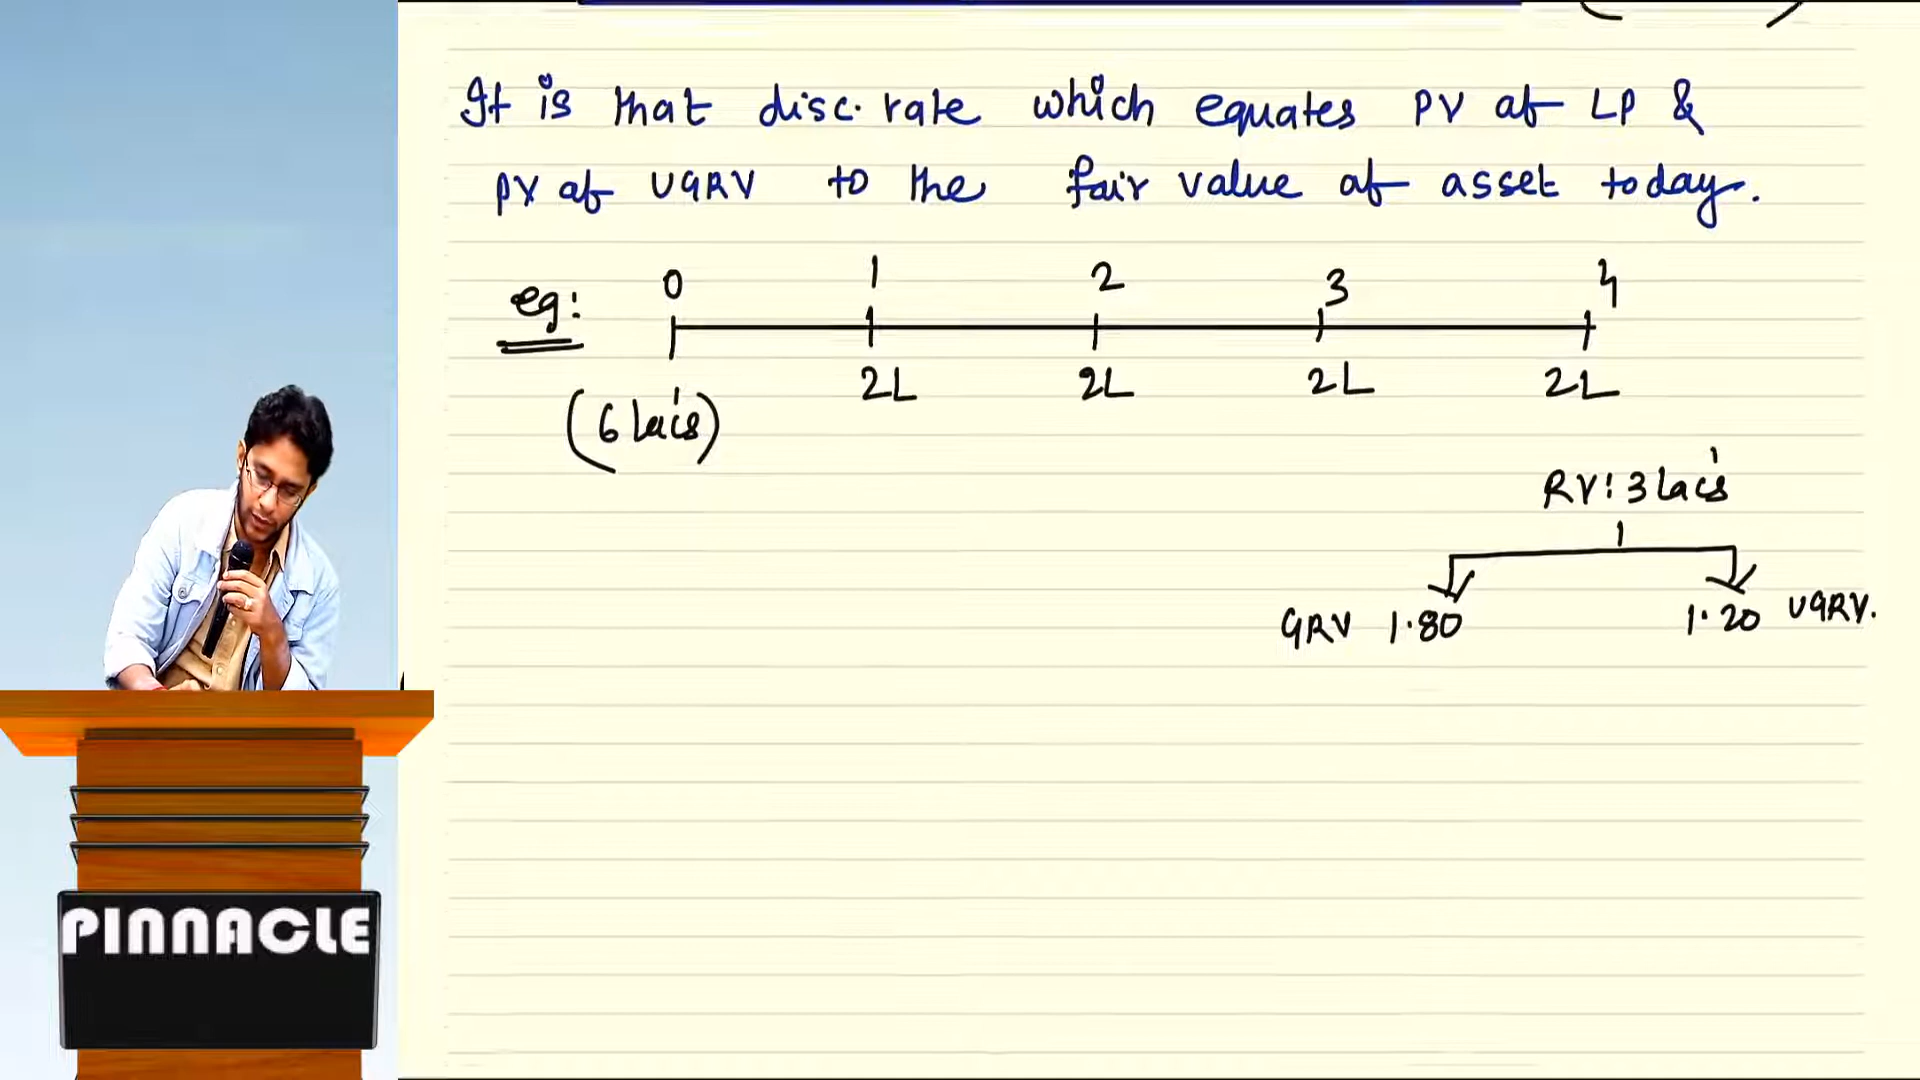 It is that disc. rate which equates PV of LP &
PV of UGRV to the fair value of asset today.
eg:
0 1 2 3 4
2L 2L 2L 2L
(6 lacs)
RV: 3 lacs
GRV 1.80 1.20 UGRV.
PINNACLE